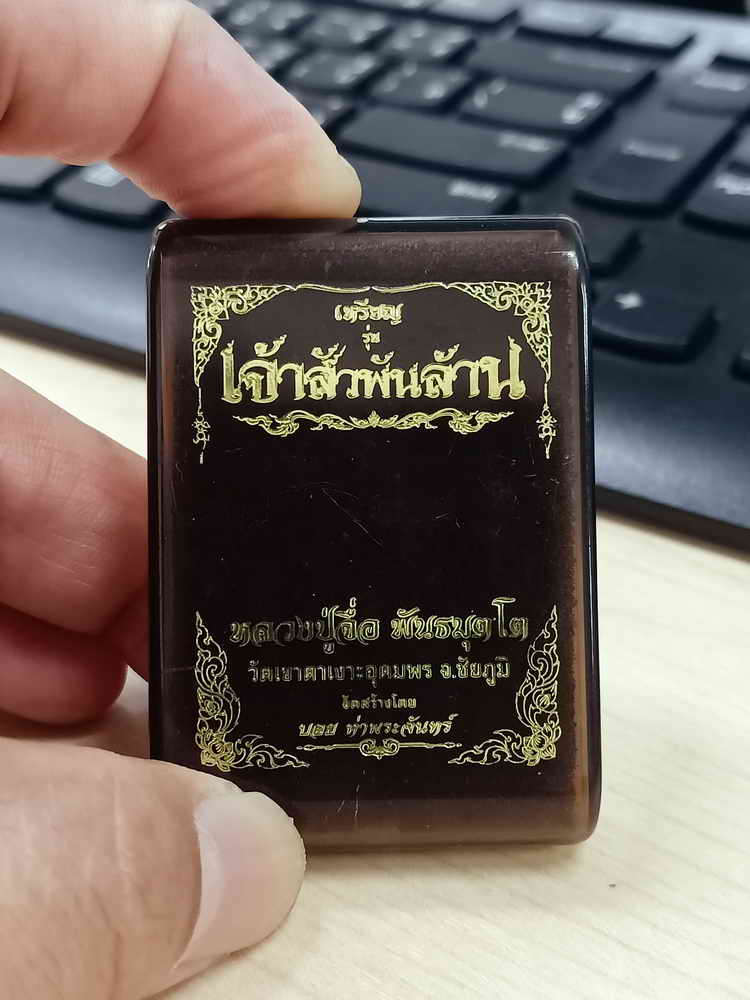 เหรียญ
รุ่น
เจ้าสัวพันล้าน
หลวงปู่จื่อ พันธมุตโต
วัดเขาตาเงาะอุดมพร จ.ชัยภูมิ
จัดสร้างโดย
บอย ท่าพระจันทร์